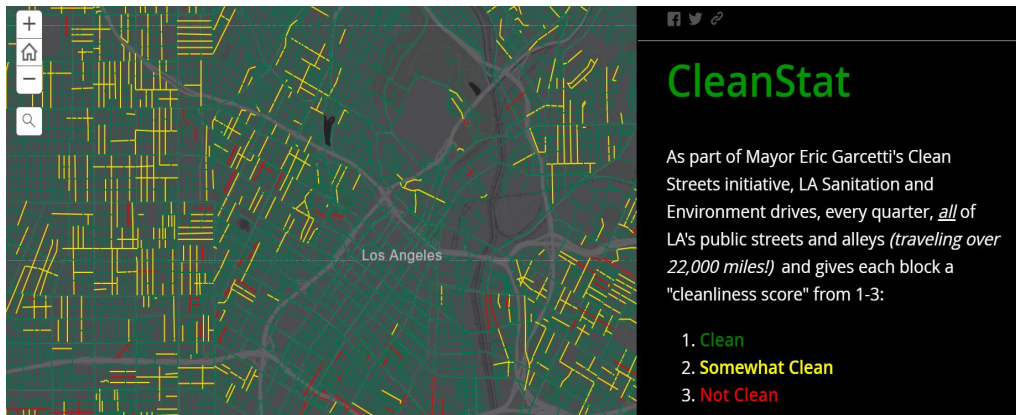 CleanStat
As part of Mayor Eric Garcetti's Clean
Streets initiative, LA Sanitation and
Environment drives, every quarter, all of
LA's public streets and alleys (traveling over
22,000 miles!) and gives each block a
"cleanliness score" from 1-3:
1. Clean
2. Somewhat Clean
3. Not Clean
Los Angeles